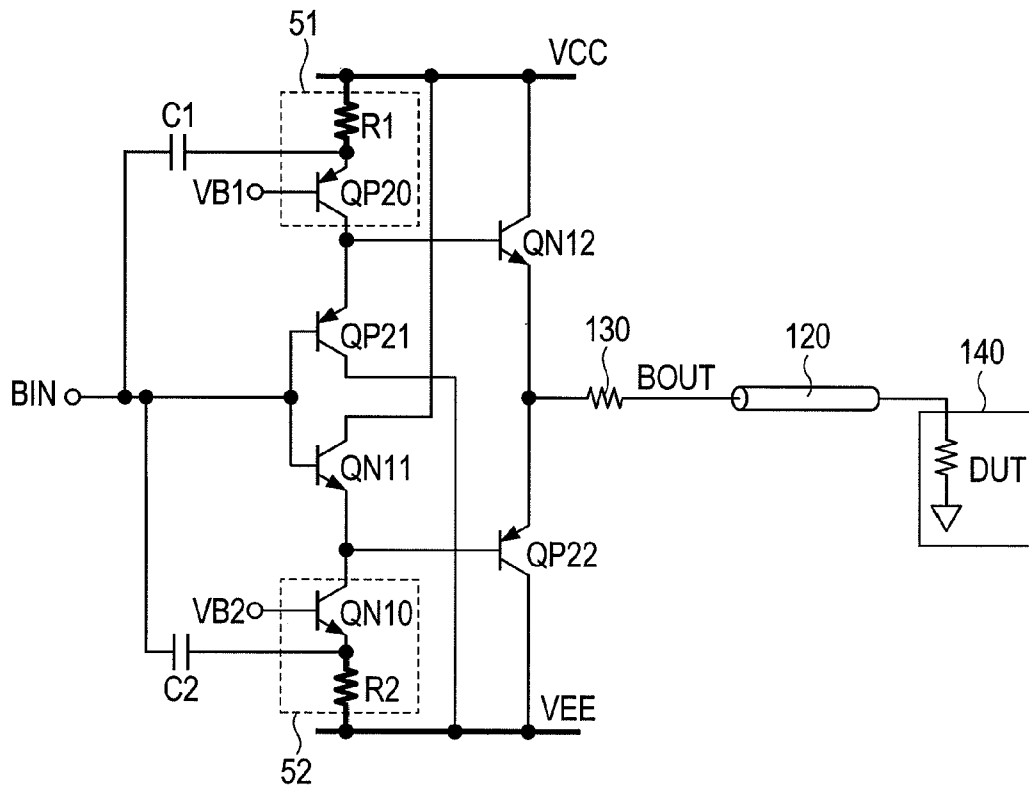 51
VCC
C1
R1
VB1
QP20
QN12
QP21
130
BOUT
120
140
BIN
DUT
QN11
QP22
VB2
QN10
C2
R2
VEE
52